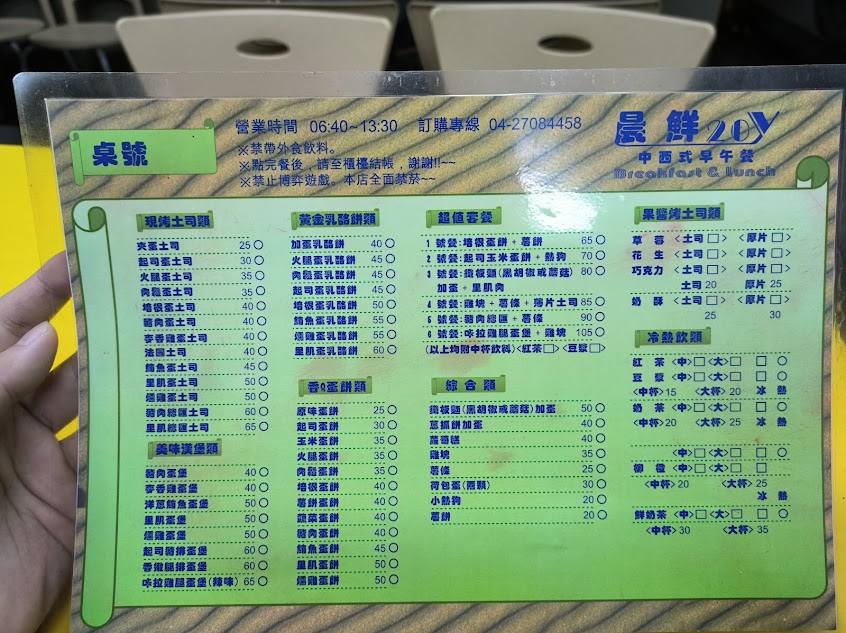 桌號
營業時間 06:40~13:30 訂購專線 04-27084458
※禁帶外食飲料。
※點完餐後，請至櫃檯結帳，謝謝!!~~
※禁止博弈遊戲。本店全面禁菸~~
晨鮮 20y
中西式早午餐
Breakfast & Lunch
現烤土司類
夾蛋土司 25
起司蛋土司 30
火腿蛋土司 35
肉鬆蛋土司 35
培根蛋土司 40
豬肉蛋土司 40
麥香雞蛋土司 40
法國土司 40
鮪魚蛋土司 45
里肌蛋土司 50
燻雞蛋土司 50
豬肉總匯土司 60
里肌總匯土司 65
美味漢堡類
豬肉蛋堡 40
麥香雞蛋堡 40
洋蔥鮪魚蛋堡 50
里肌蛋堡 50
燻雞蛋堡 50
起司豬排蛋堡 60
香雞腿排蛋堡 60
咔拉雞腿蛋堡(辣味) 65
黃金乳酪餅類
加蛋乳酪餅 40
火腿蛋乳酪餅 45
肉鬆蛋乳酪餅 45
起司蛋乳酪餅 45
培根蛋乳酪餅 50
鮪魚蛋乳酪餅 55
燻雞蛋乳酪餅 55
里肌蛋乳酪餅 60
香Q蛋餅類
原味蛋餅 25
起司蛋餅 30
玉米蛋餅 35
火腿蛋餅 35
肉鬆蛋餅 35
培根蛋餅 40
薯餅蛋餅 40
蔬菜蛋餅 40
豬肉蛋餅 40
鮪魚蛋餅 45
里肌蛋餅 50
燻雞蛋餅 50
超值套餐
1 號餐:培根蛋餅+薯餅 65
2 號餐:起司玉米蛋餅+熱狗 70
3 號餐:鐵板麵(黑胡椒或蘑菇) 80
加蛋+里肌肉
4 號餐:雞塊+薯條+薄片土司 85
5 號餐:豬肉總匯+薯條 90
6 號餐:咔拉雞腿蛋堡+雞塊 105
(以上均附中杯飲料)<紅茶□><豆漿□>
綜合類
鐵板麵(黑胡椒或蘑菇)加蛋 50
蔥抓餅加蛋 40
蘿蔔糕 40
雞塊 35
薯條 25
荷包蛋(兩顆) 30
小熱狗 20
薯餅 20
果醬烤土司類
草莓 <土司□> <厚片□>
花生 <土司□> <厚片□>
巧克力 <土司□> <厚片□>
土司 20 厚片 25
奶酥 <土司□> <厚片□>
25 30
冷熱飲類
紅茶 <中>□<大>□ □ ○
豆漿 <中>□<大>□ □ ○
<中杯>15 <大杯>20 冰 熱
奶茶 <中>□<大>□ □ ○
<中杯>20 <大杯>25 冰 熱
<中>□<大>□ □ ○
<中杯>20 <大杯>25
冰 熱
鮮奶茶 <中>□<大>□ □ ○
<中杯>30 <大杯>35